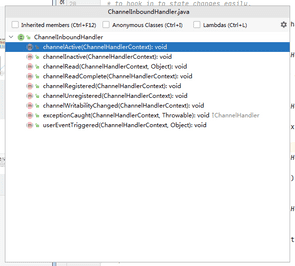 * to hook in to state changes easily.
ChannelInboundHandler.java
Inherited members (Ctrl+F12) Anonymous Classes (Ctrl+I) Lambdas (Ctrl+L)
ChannelInboundHandler
channelActive(ChannelHandlerContext): void
channelInactive(ChannelHandlerContext): void
channelRead(ChannelHandlerContext, Object): void
channelReadComplete(ChannelHandlerContext): void
channelRegistered(ChannelHandlerContext): void
channelUnregistered(ChannelHandlerContext): void
channelWritabilityChanged(ChannelHandlerContext): void
exceptionCaught(ChannelHandlerContext, Throwable): void ↑ChannelHandler
userEventTriggered(ChannelHandlerContext, Object): void